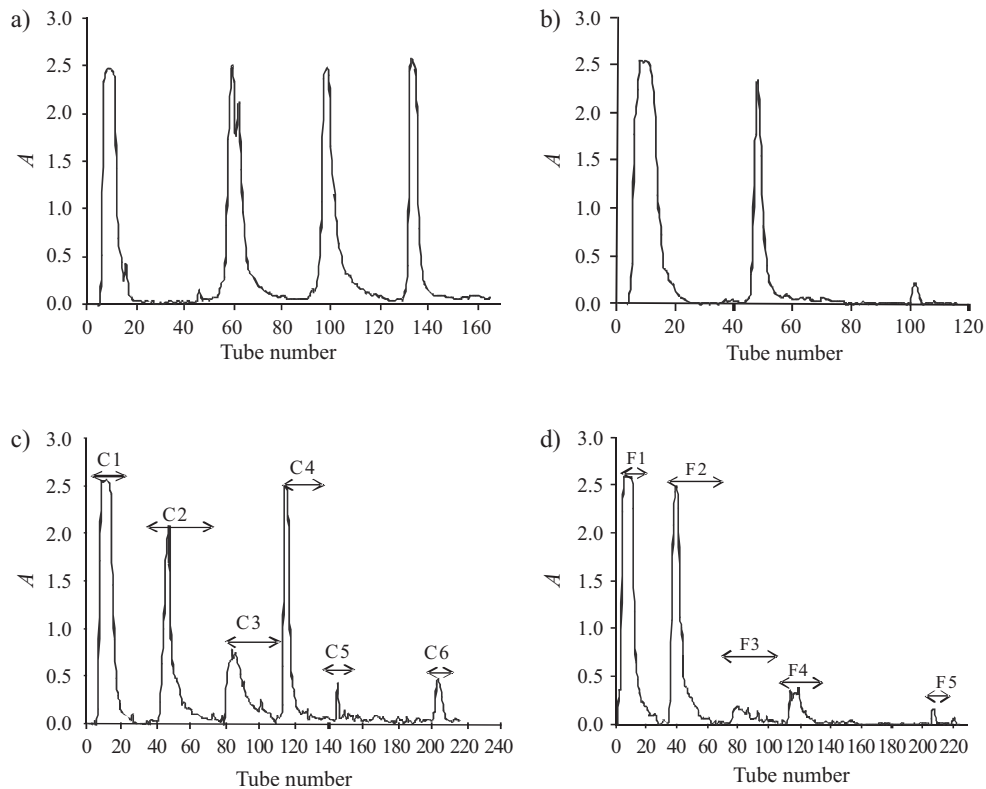 a)
3.0
2.5
2.0
1.5
1.0
0.5
0.0
A
0 20 40 60 80 100 120 140 160
Tube number
b)
3.0
2.5
2.0
1.5
1.0
0.5
0.0
A
0 20 40 60 80 100 120
Tube number
c)
3.0
2.5
2.0
1.5
1.0
0.5
0.0
A
C1
C2
C3
C4
C5
C6
0 20 40 60 80 100 120 140 160 180 200 220 240
Tube number
d)
3.0
2.5
2.0
1.5
1.0
0.5
0.0
A
F1
F2
F3
F4
F5
0 20 40 60 80 100 120 140 160 180 200 220
Tube number